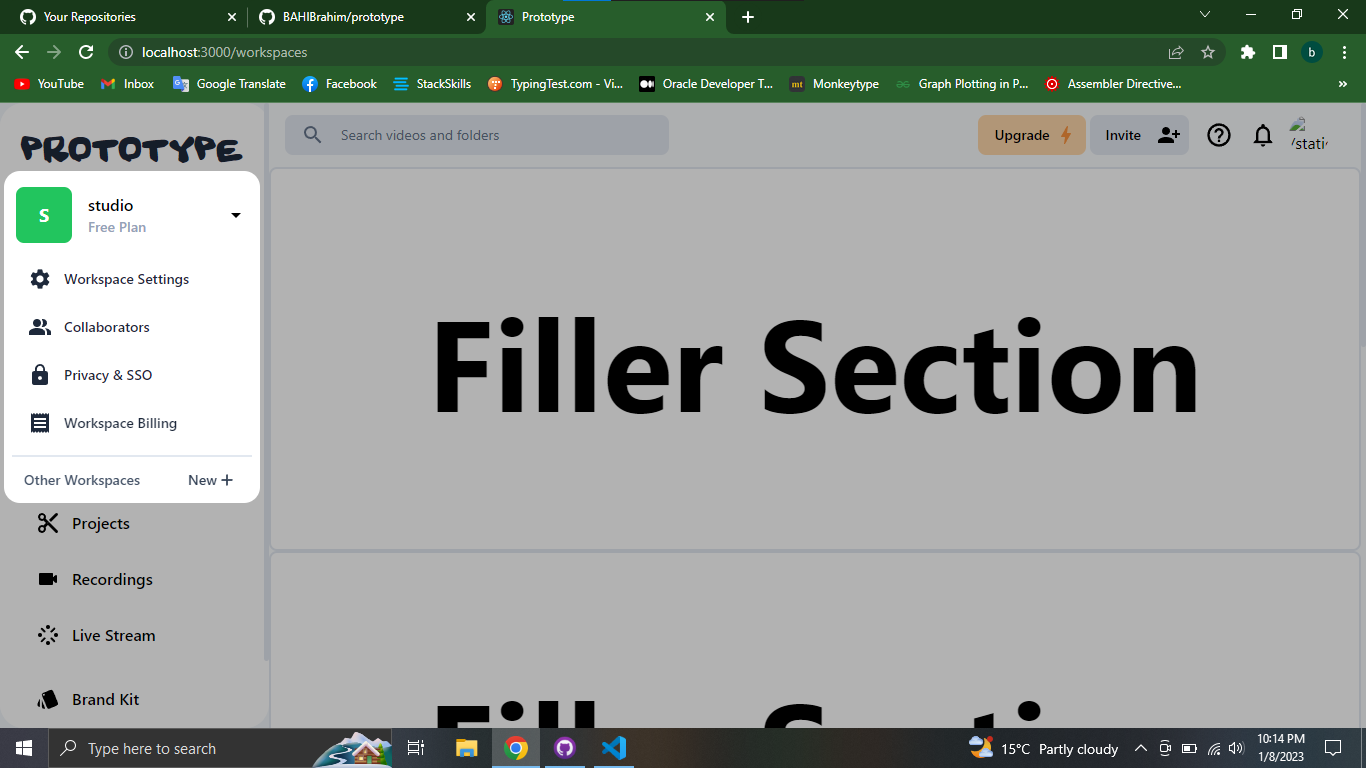 Your Repositories
BAHIBrahim/prototype
Prototype
localhost:3000/workspaces
b
YouTube
Inbox
Google Translate
Facebook
StackSkills
TypingTest.com - Vi...
Oracle Developer T...
mt Monkeytype
Graph Plotting in P...
Assembler Directive...
»
PROTOTYPE
Search videos and folders
Upgrade
Invite
/stati
S
studio
Free Plan
Workspace Settings
Collaborators
Privacy & SSO
Workspace Billing
Other Workspaces
New +
Projects
Recordings
Live Stream
Brand Kit
Filler Section
Type here to search
15°C Partly cloudy
10:14 PM
1/8/2023